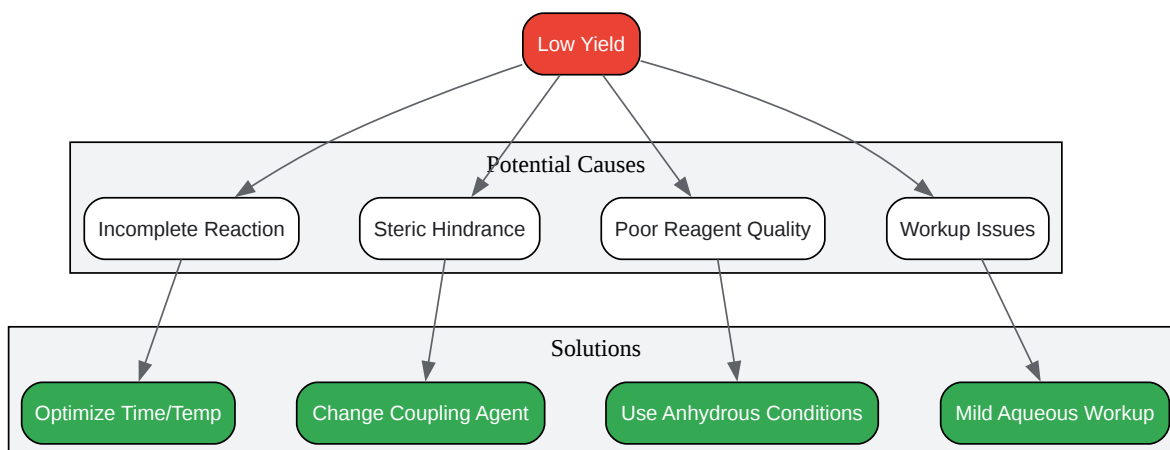 Low Yield
Potential Causes
Incomplete Reaction
Steric Hindrance
Poor Reagent Quality
Workup Issues
Solutions
Optimize Time/Temp
Change Coupling Agent
Use Anhydrous Conditions
Mild Aqueous Workup